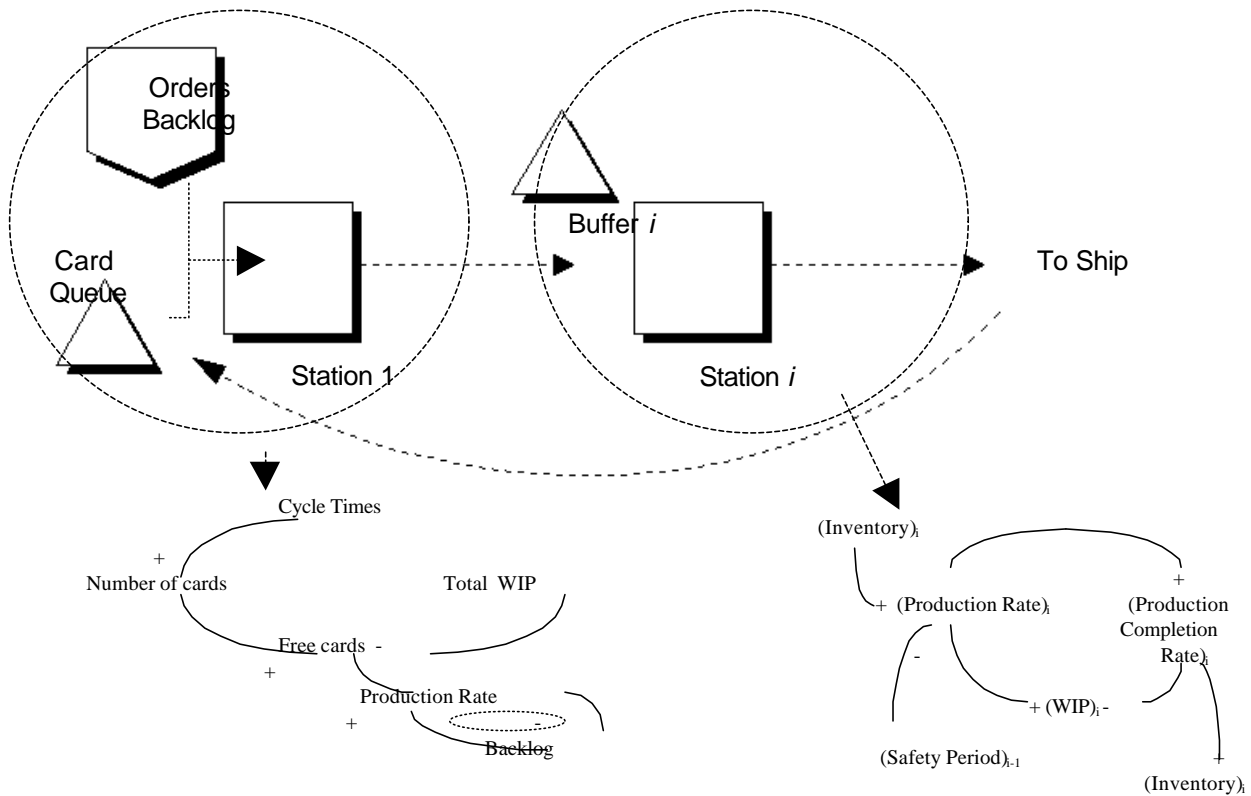 Orders
Backlog
Card
Queue
Station 1
Buffer i
Station i
To Ship
Cycle Times
+
Number of cards
Total WIP
Free cards -
+
Production Rate
+
-
Backlog
(Inventory)i
+
+ (Production Rate)i
(Production
Completion
Rate)i
-
+ (WIP)i -
(Safety Period)i-1
+
(Inventory)i